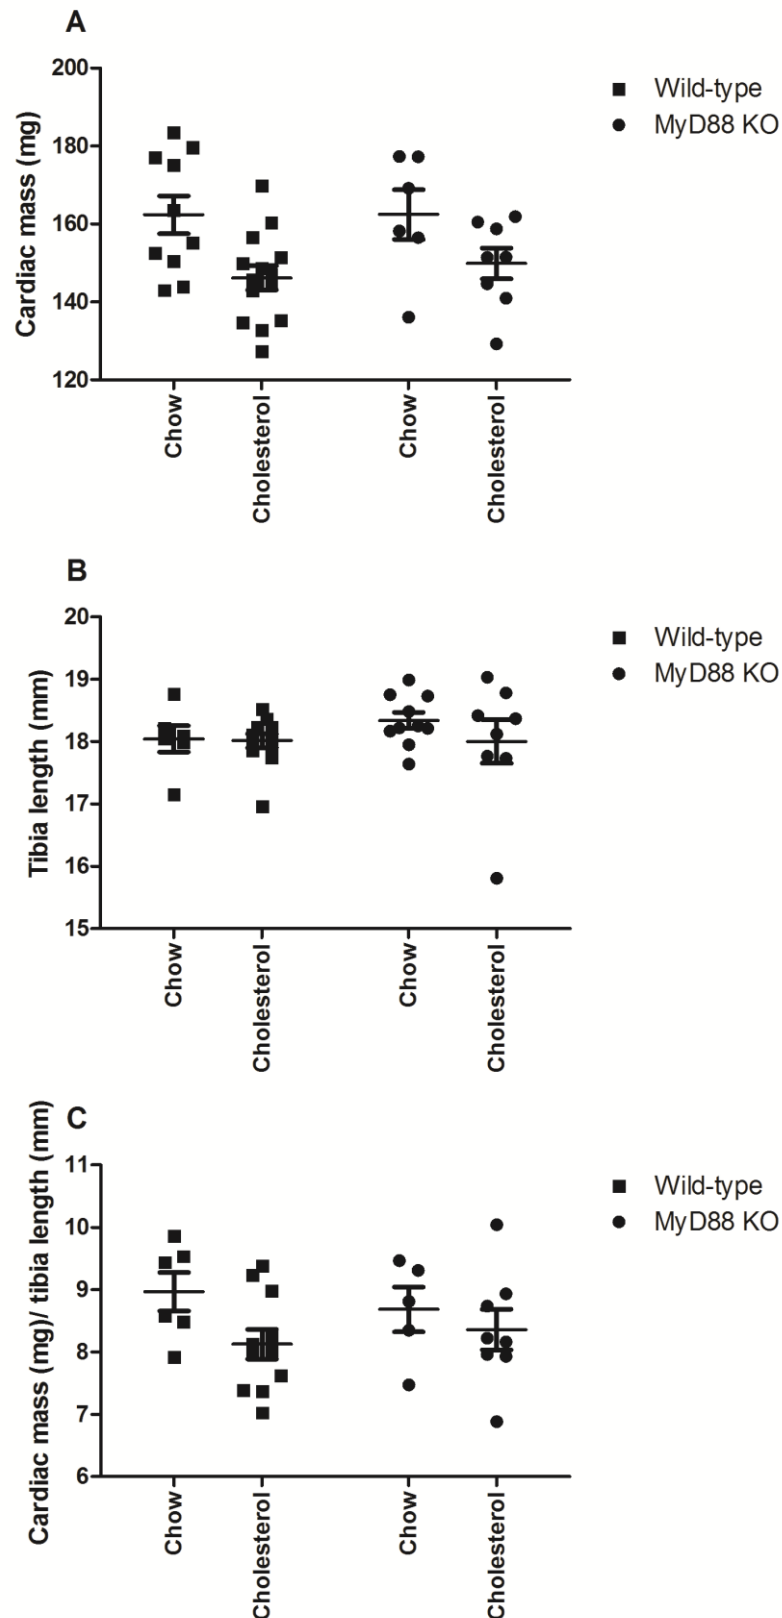 A
Cardiac mass (mg)
200
180
160
140
120
Chow
Cholesterol
Chow
Cholesterol
Wild-type
MyD88 KO
B
Tibia length (mm)
20
19
18
17
16
15
Chow
Cholesterol
Chow
Cholesterol
Wild-type
MyD88 KO
C
Cardiac mass (mg)/ tibia length (mm)
11
10
9
8
7
6
Chow
Cholesterol
Chow
Cholesterol
Wild-type
MyD88 KO